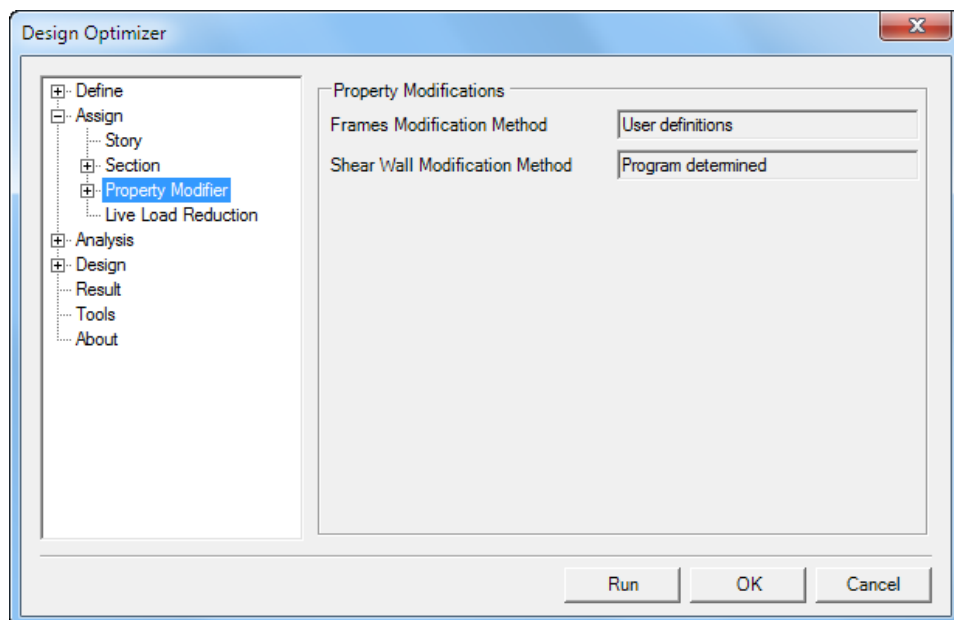 Design Optimizer
Define
Assign
Story
Section
Property Modifier
Live Load Reduction
Analysis
Design
Result
Tools
About
Property Modifications
Frames Modification Method User definitions
Shear Wall Modification Method Program determined
Run OK Cancel